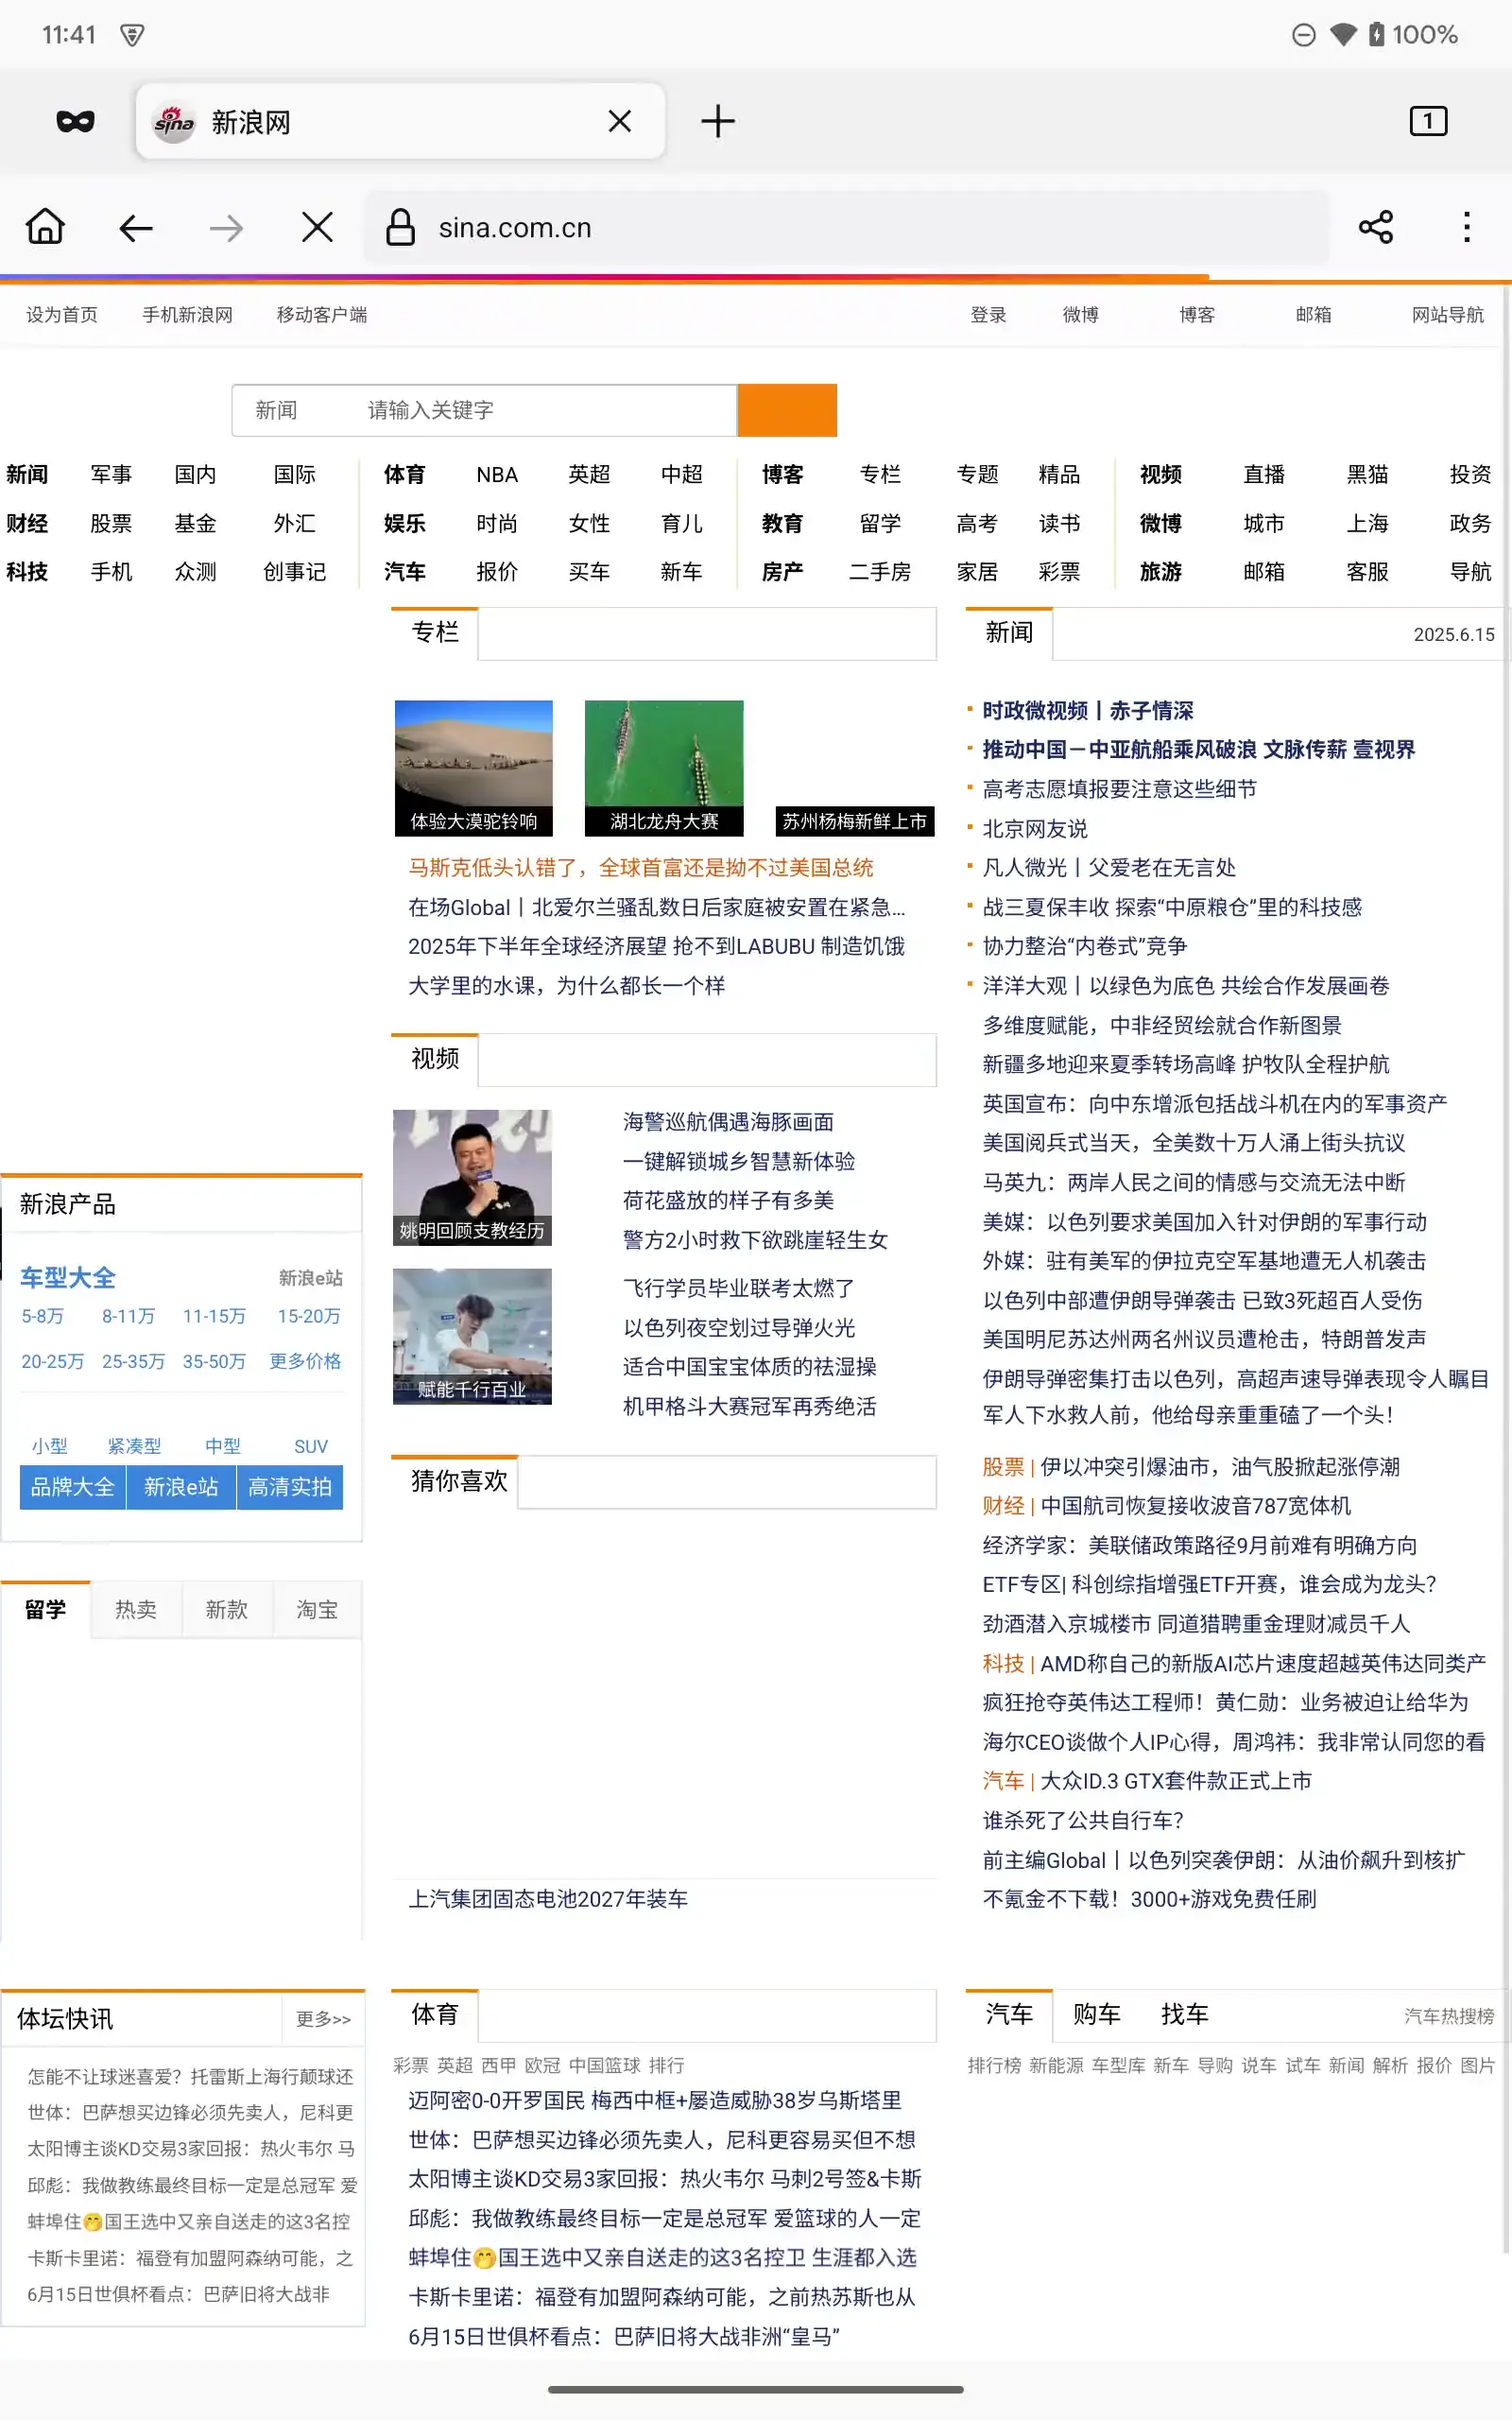 11:41
100%
sina 新浪网
1
sina.com.cn
设为首页 手机新浪网 移动客户端 登录 微博 博客 邮箱 网站导航
新闻 请输入关键字
新闻 军事 国内 国际 体育 NBA 英超 中超 博客 专栏 专题 精品 视频 直播 黑猫 投资
财经 股票 基金 外汇 娱乐 时尚 女性 育儿 教育 留学 高考 读书 微博 城市 上海 政务
科技 手机 众测 创事记 汽车 报价 买车 新车 房产 二手房 家居 彩票 旅游 邮箱 客服 导航
新浪产品
车型大全 新浪e站
5-8万 8-11万 11-15万 15-20万
20-25万 25-35万 35-50万 更多价格
小型 紧凑型 中型 SUV
品牌大全 新浪e站 高清实拍
留学 热卖 新款 淘宝
体坛快讯 更多>>
怎能不让球迷喜爱？托雷斯上海行颠球还
世体：巴萨想买边锋必须先卖人，尼科更
太阳博主谈KD交易3家回报：热火韦尔 马
邱彪：我做教练最终目标一定是总冠军 爱
蚌埠住🤭国王选中又亲自送走的这3名控
卡斯卡里诺：福登有加盟阿森纳可能，之
6月15日世俱杯看点：巴萨旧将大战非
专栏
体验大漠驼铃响 湖北龙舟大赛 苏州杨梅新鲜上市
马斯克低头认错了，全球首富还是拗不过美国总统
在场Global丨北爱尔兰骚乱数日后家庭被安置在紧急...
2025年下半年全球经济展望 抢不到LABUBU 制造饥饿
大学里的水课，为什么都长一个样
视频
姚明回顾支教经历
海警巡航偶遇海豚画面
一键解锁城乡智慧新体验
荷花盛放的样子有多美
警方2小时救下欲跳崖轻生女
赋能千行百业
飞行学员毕业联考太燃了
以色列夜空划过导弹火光
适合中国宝宝体质的祛湿操
机甲格斗大赛冠军再秀绝活
猜你喜欢
上汽集团固态电池2027年装车
体育
彩票 英超 西甲 欧冠 中国篮球 排行
迈阿密0-0开罗国民 梅西中框+屡造威胁38岁乌斯塔里
世体：巴萨想买边锋必须先卖人，尼科更容易买但不想
太阳博主谈KD交易3家回报：热火韦尔 马刺2号签&卡斯
邱彪：我做教练最终目标一定是总冠军 爱篮球的人一定
蚌埠住🤭国王选中又亲自送走的这3名控卫 生涯都入选
卡斯卡里诺：福登有加盟阿森纳可能，之前热苏斯也从
6月15日世俱杯看点：巴萨旧将大战非洲“皇马”
新闻 2025.6.15
时政微视频丨赤子情深
推动中国－中亚航船乘风破浪 文脉传薪 壹视界
高考志愿填报要注意这些细节
北京网友说
凡人微光丨父爱老在无言处
战三夏保丰收 探索“中原粮仓”里的科技感
协力整治“内卷式”竞争
洋洋大观丨以绿色为底色 共绘合作发展画卷
多维度赋能，中非经贸绘就合作新图景
新疆多地迎来夏季转场高峰 护牧队全程护航
英国宣布：向中东增派包括战斗机在内的军事资产
美国阅兵式当天，全美数十万人涌上街头抗议
马英九：两岸人民之间的情感与交流无法中断
美媒：以色列要求美国加入针对伊朗的军事行动
外媒：驻有美军的伊拉克空军基地遭无人机袭击
以色列中部遭伊朗导弹袭击 已致3死超百人受伤
美国明尼苏达州两名州议员遭枪击，特朗普发声
伊朗导弹密集打击以色列，高超声速导弹表现令人瞩目
军人下水救人前，他给母亲重重磕了一个头！
股票 | 伊以冲突引爆油市，油气股掀起涨停潮
财经 | 中国航司恢复接收波音787宽体机
经济学家：美联储政策路径9月前难有明确方向
ETF专区| 科创综指增强ETF开赛，谁会成为龙头？
劲酒潜入京城楼市 同道猎聘重金理财减员千人
科技 | AMD称自己的新版AI芯片速度超越英伟达同类产
疯狂抢夺英伟达工程师！黄仁勋：业务被迫让给华为
海尔CEO谈做个人IP心得，周鸿祎：我非常认同您的看
汽车 | 大众ID.3 GTX套件款正式上市
谁杀死了公共自行车？
前主编Global丨以色列突袭伊朗：从油价飙升到核扩
不氪金不下载！3000+游戏免费任刷
汽车 购车 找车 汽车热搜榜
排行榜 新能源 车型库 新车 导购 说车 试车 新闻 解析 报价 图片